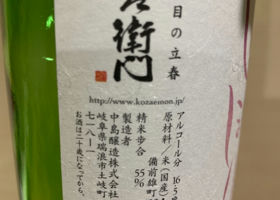 目の立春
衛門
http://www.kozaemon.jp/
アルコール分 16.5
原材料/米(国産)
備前雄町
精米歩合 55%
製造者
中島醸造株式会社
岐阜県瑞浪市土岐町
七一八一一
お酒は二十歳になってから。